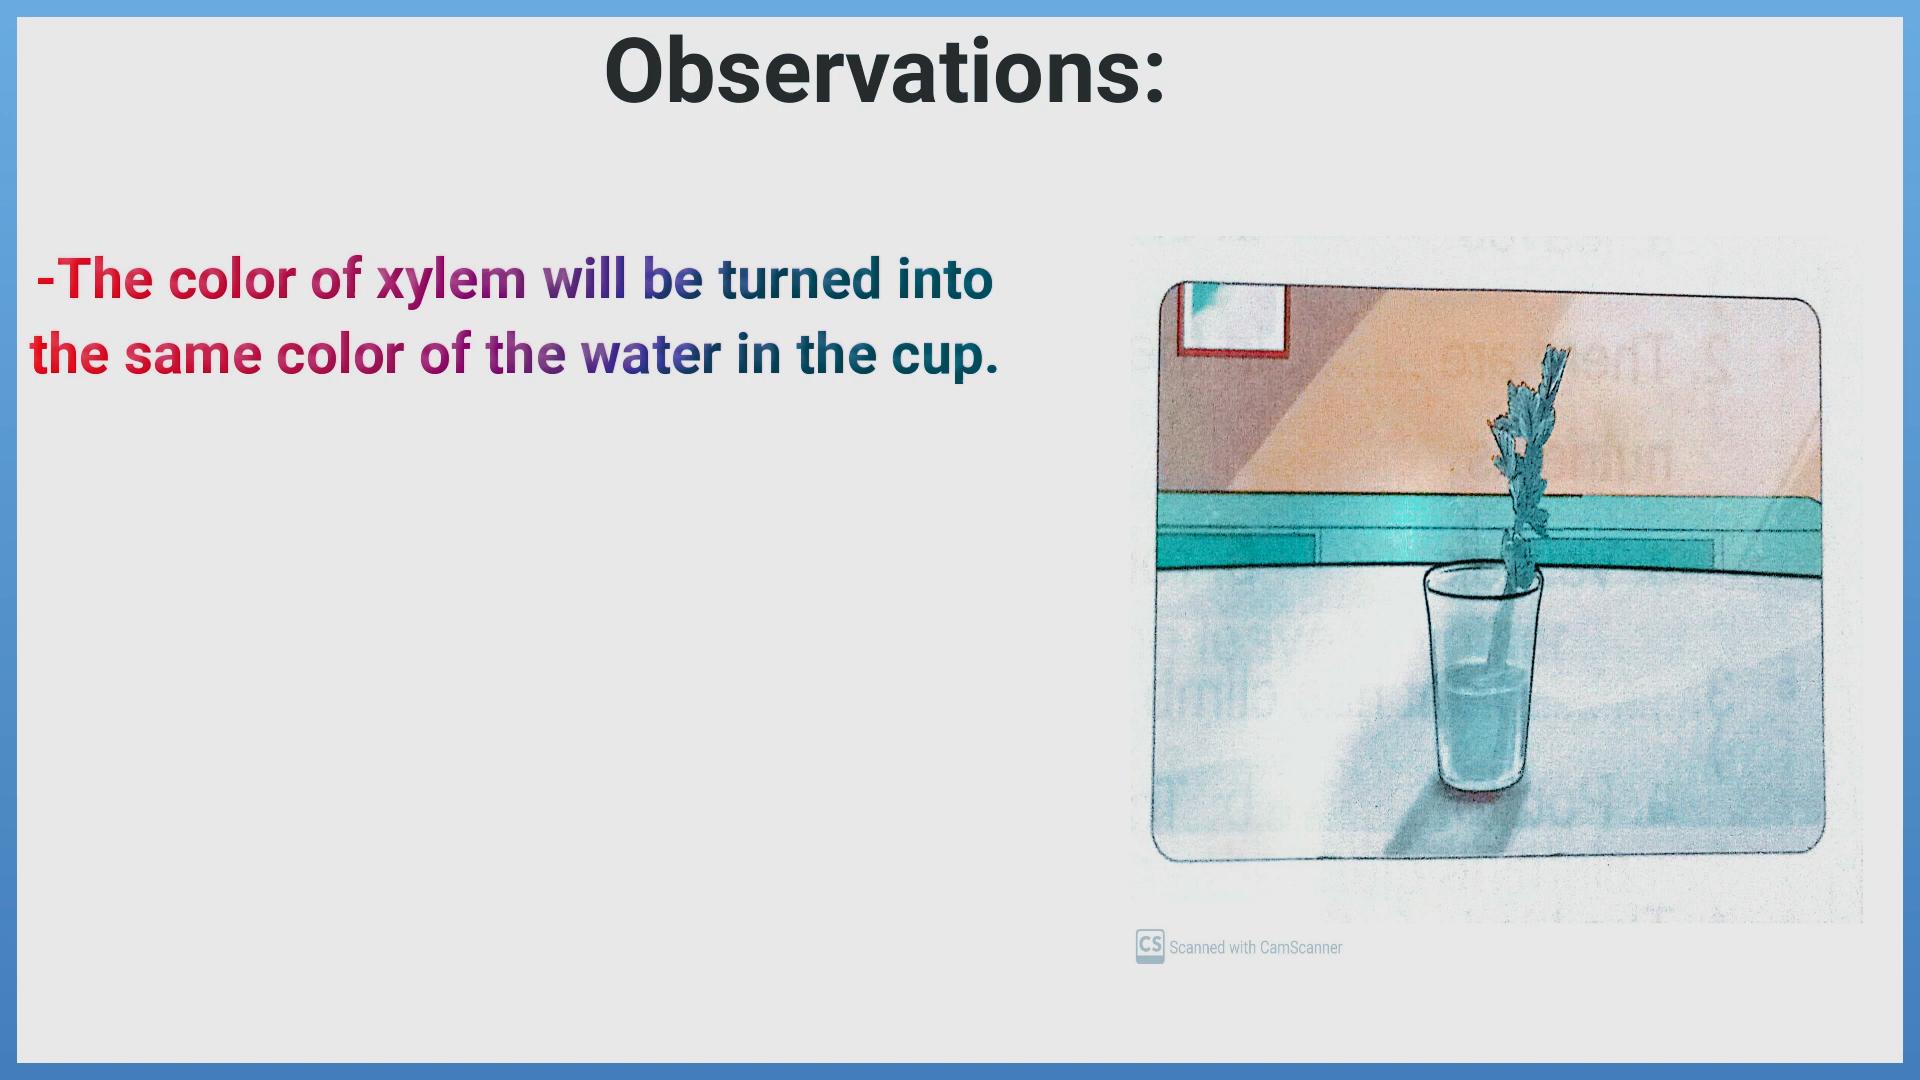 Observations:
-The color of xylem will be turned into
the same color of the water in the cup.
CS Scanned with CamScanner